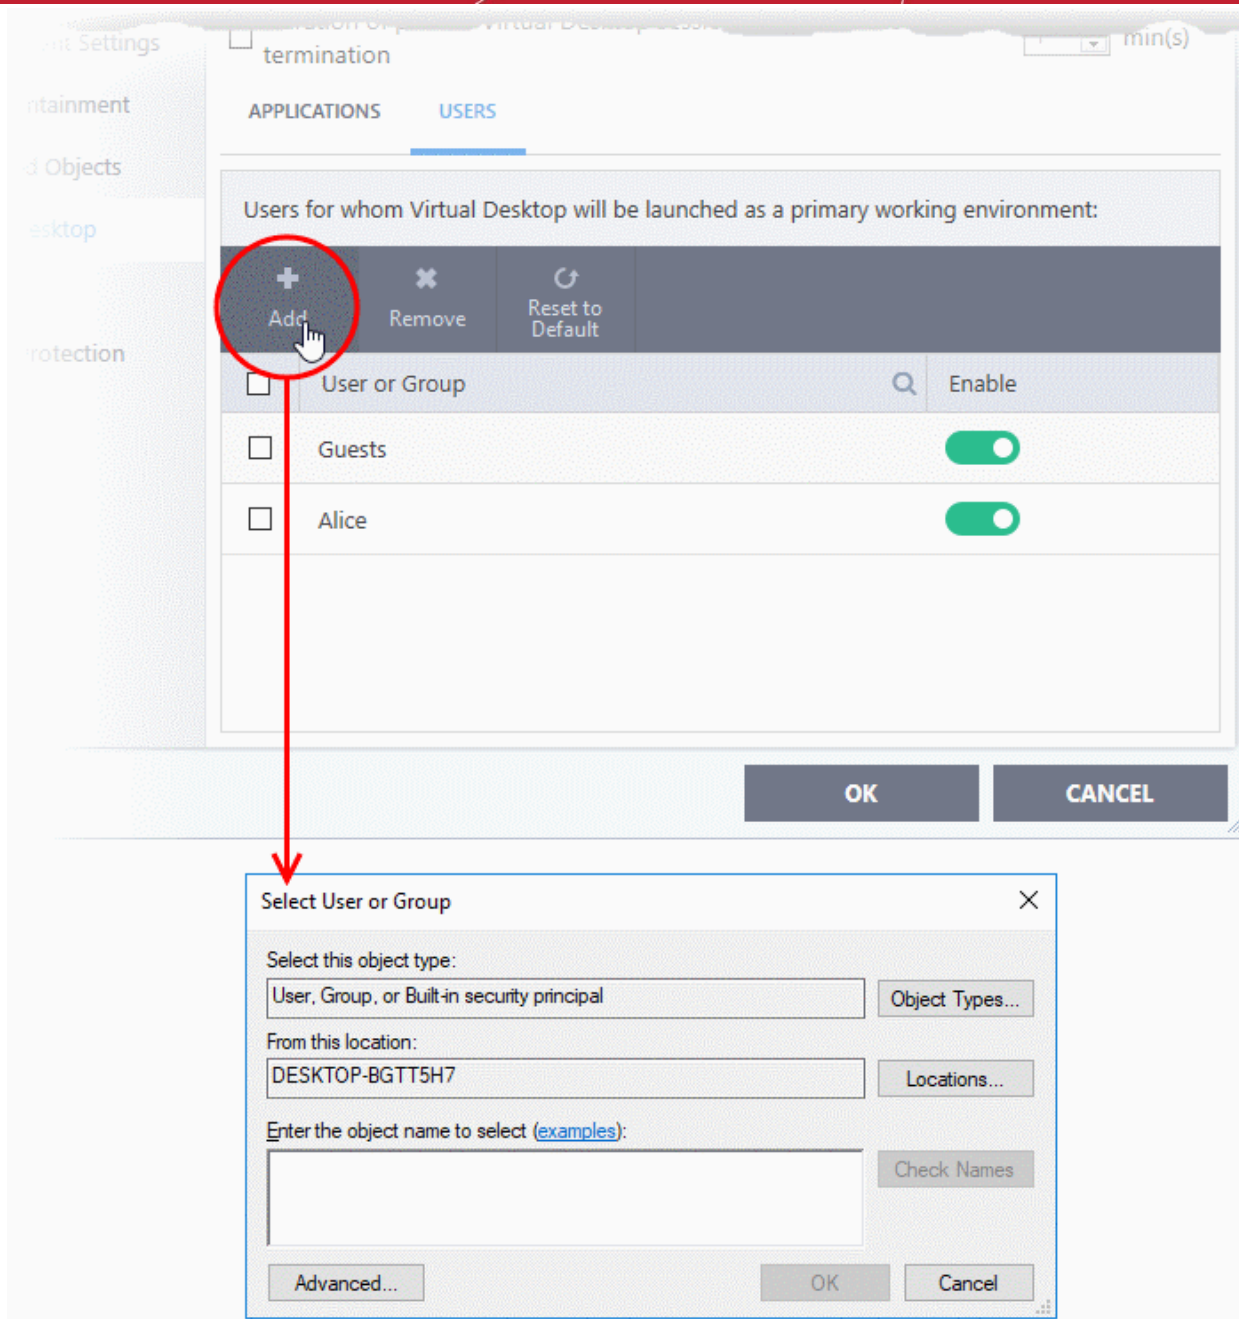 Settings
min(s)
termination
APPLICATIONS USERS
Objects
Users for whom Virtual Desktop will be launched as a primary working environment:
Add Remove Reset to
Default
User or Group Enable
Guests
Alice
OK CANCEL
Select User or Group
Select this object type:
User, Group, or Built-in security principal Object Types...
From this location:
DESKTOP-BGTT5H7 Locations...
Enter the object name to select (examples):
Check Names
Advanced... OK Cancel